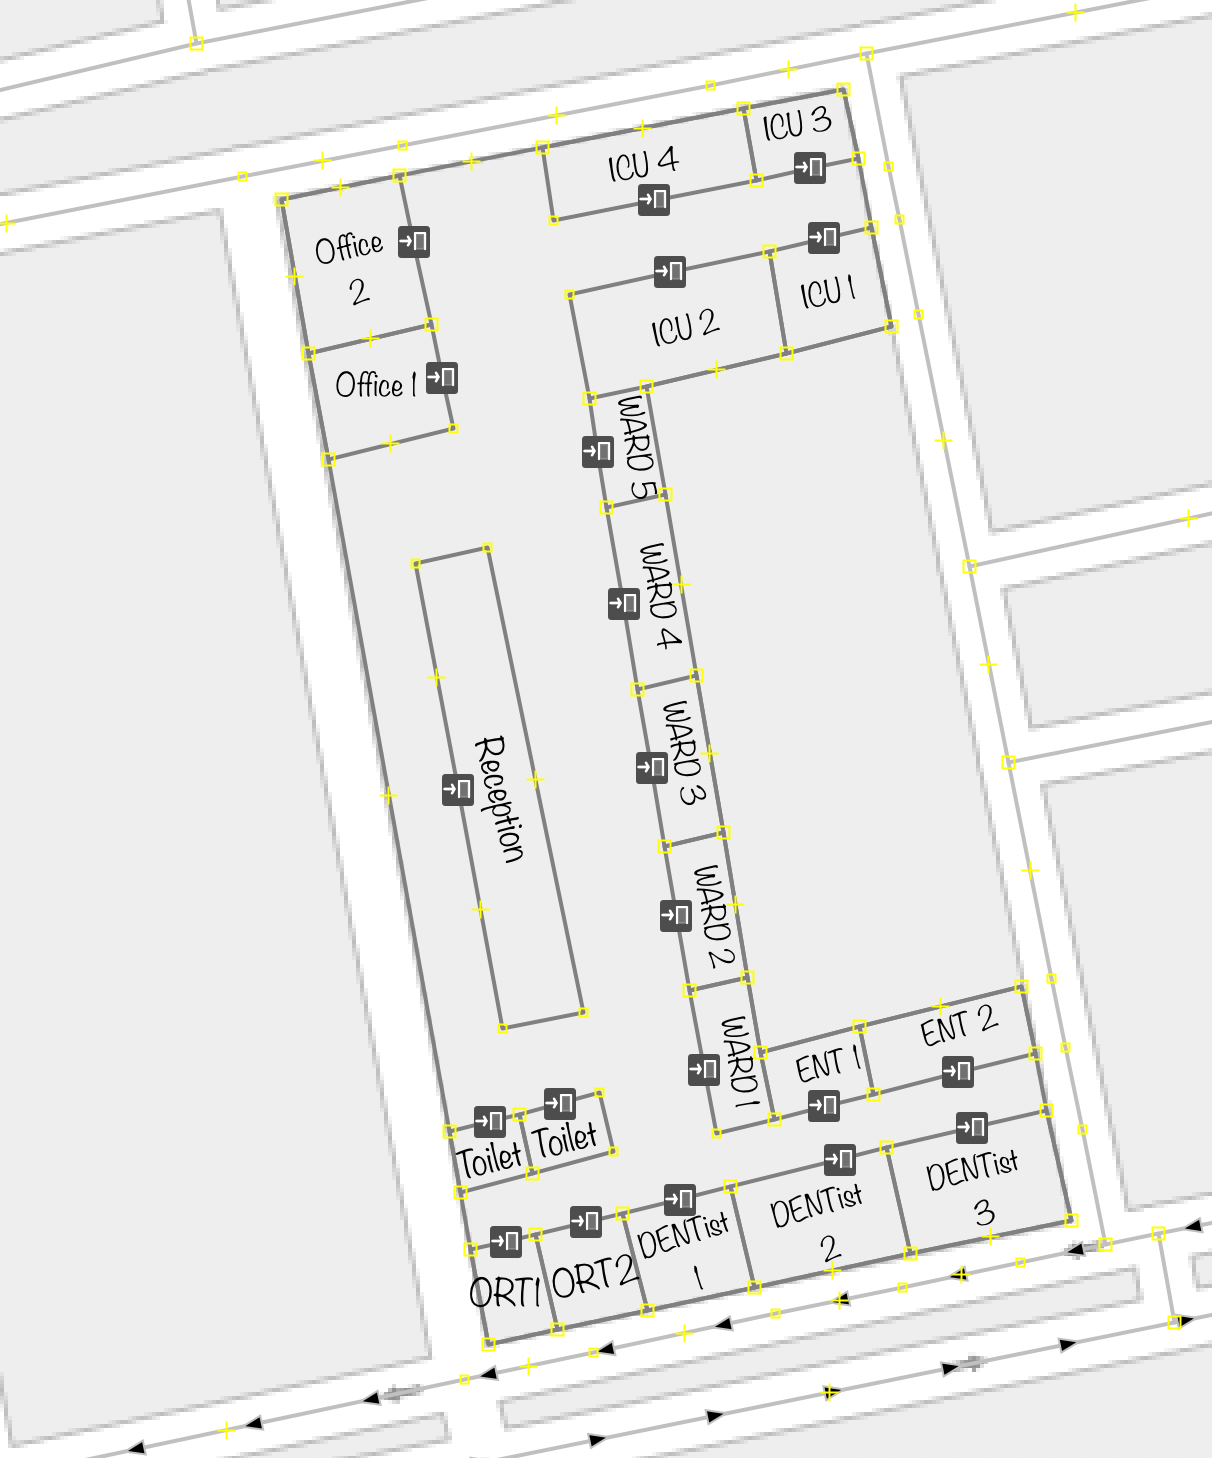 ICU 3
ICU 4
Office
2
ICU 1
ICU 2
Office 1
WARD 5
WARD 4
WARD 3
Reception
WARD 2
ENT 2
WARD 1
ENT 1
Toilet
Toilet
DENTist
3
DENTist
2
DENTist
1
ORT2
ORT1